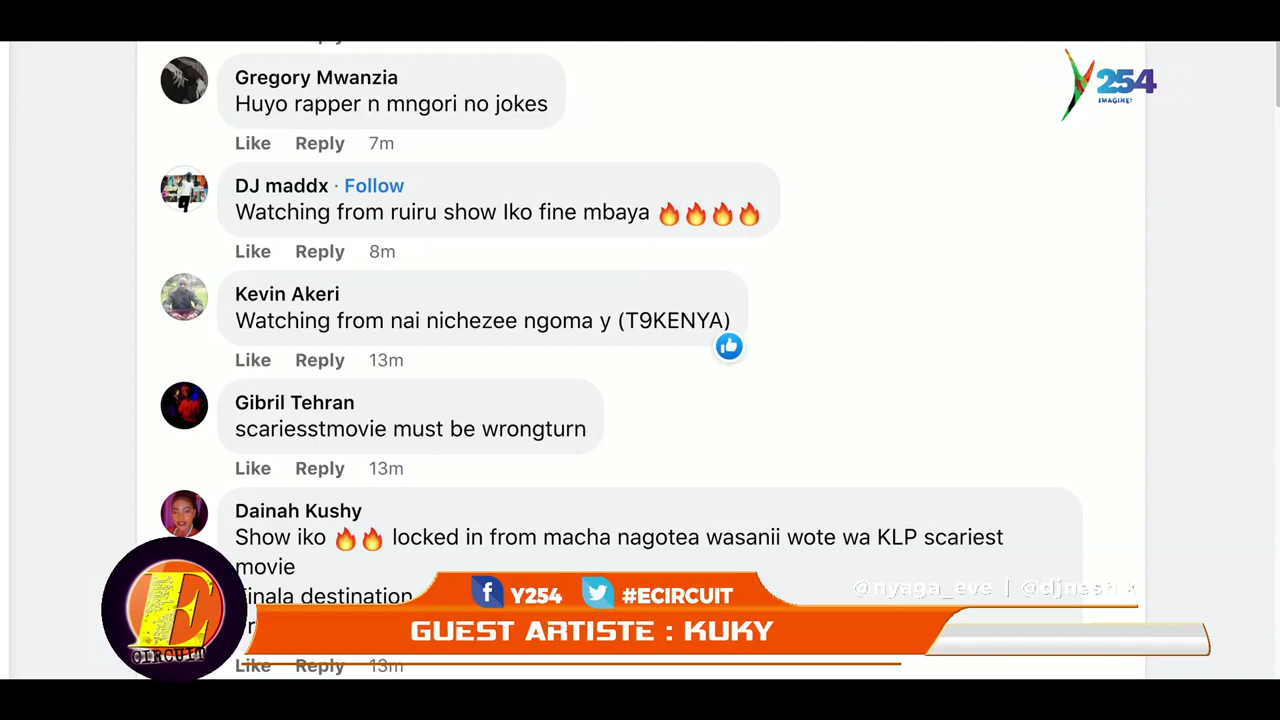 Gregory Mwanzia
Huyo rapper n mngori no jokes
Like Reply 7m
Y254
IMAGINE!
DJ maddx · Follow
Watching from ruiru show Iko fine mbaya 🔥🔥🔥🔥
Like Reply 8m
Kevin Akeri
Watching from nai nichezee ngoma y (T9KENYA)
Like Reply 13m
Gibril Tehran
scariesstmovie must be wrongturn
Like Reply 13m
Dainah Kushy
Show iko 🔥🔥 locked in from macha nagotea wasanii wote wa KLP scariest
movie
finala destination
Like Reply 13m
E
CIRCUIT
Y254 #ECIRCUIT
@nyaga_eve | @djnesh k
GUEST ARTISTE : KUKY